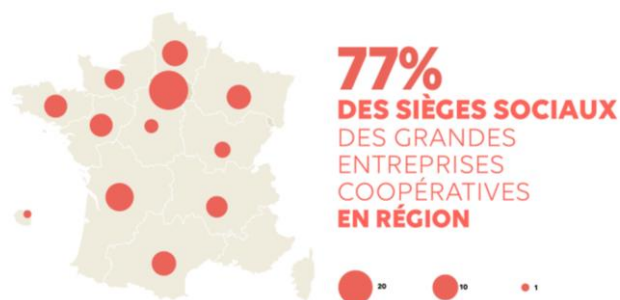 77%
DES SIÈGES SOCIAUX
DES GRANDES
ENTREPRISES
COOPÉRATIVES
EN RÉGION
20 10 1